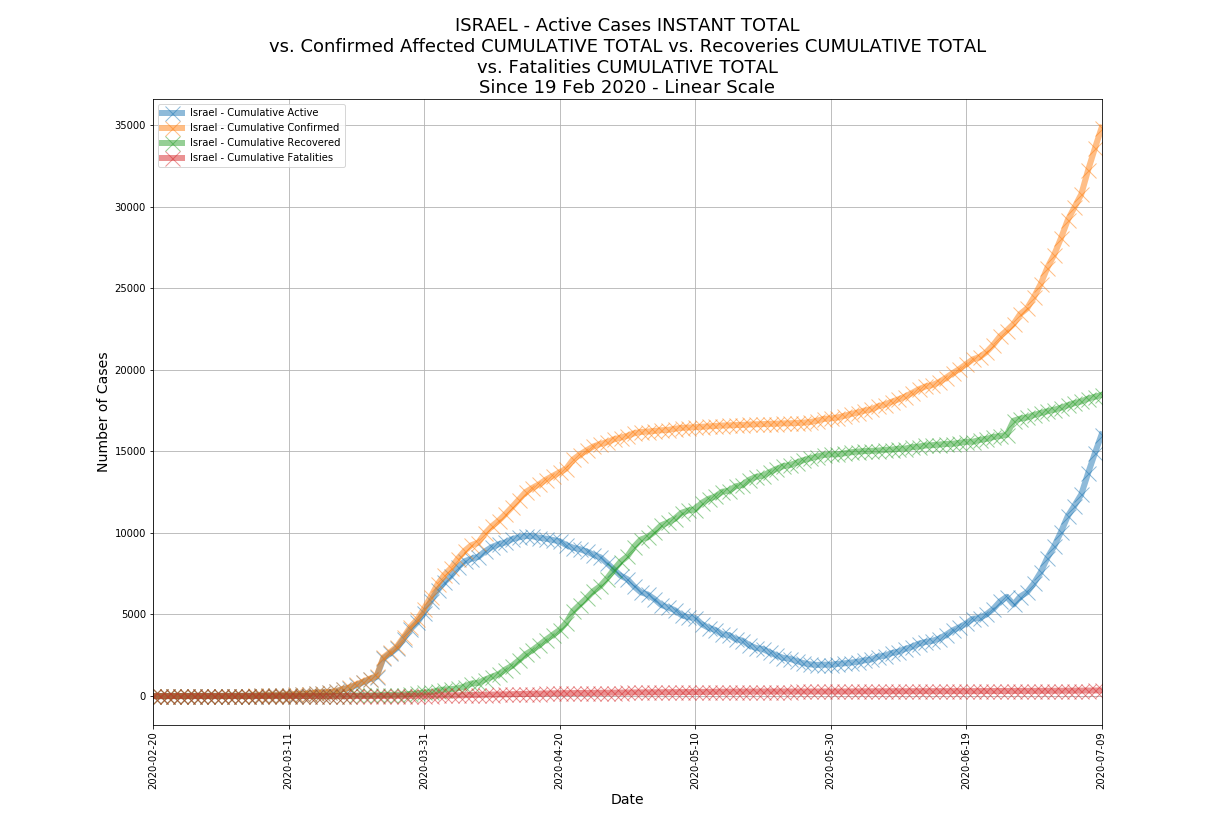 ISRAEL - Active Cases INSTANT TOTAL
vs. Confirmed Affected CUMULATIVE TOTAL vs. Recoveries CUMULATIVE TOTAL
vs. Fatalities CUMULATIVE TOTAL
Since 19 Feb 2020 - Linear Scale
Israel - Cumulative Active
Israel - Cumulative Confirmed
Israel - Cumulative Recovered
Israel - Cumulative Fatalities
Number of Cases
35000
30000
25000
20000
15000
10000
5000
0
2020-02-20
2020-03-11
2020-03-31
2020-04-20
2020-05-10
2020-05-30
2020-06-19
2020-07-09
Date